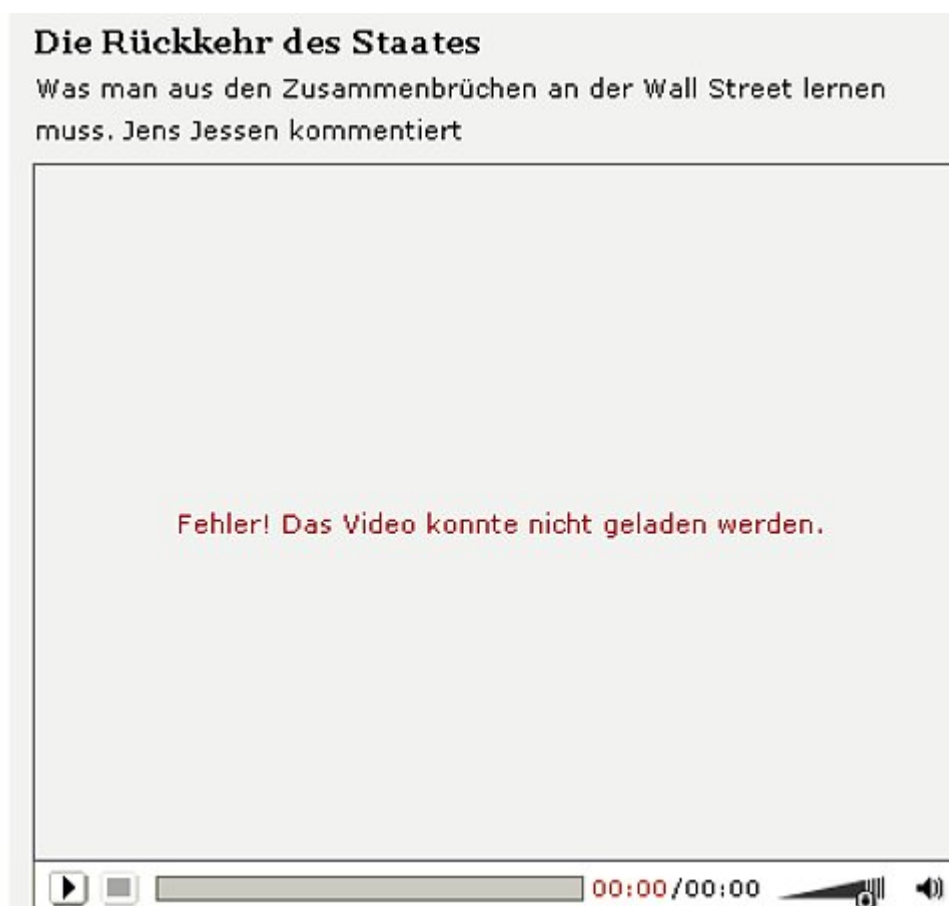 Die Rückkehr des Staates
Was man aus den Zusammenbrüchen an der Wall Street lernen
muss. Jens Jessen kommentiert
Fehler! Das Video konnte nicht geladen werden.
00:00/00:00